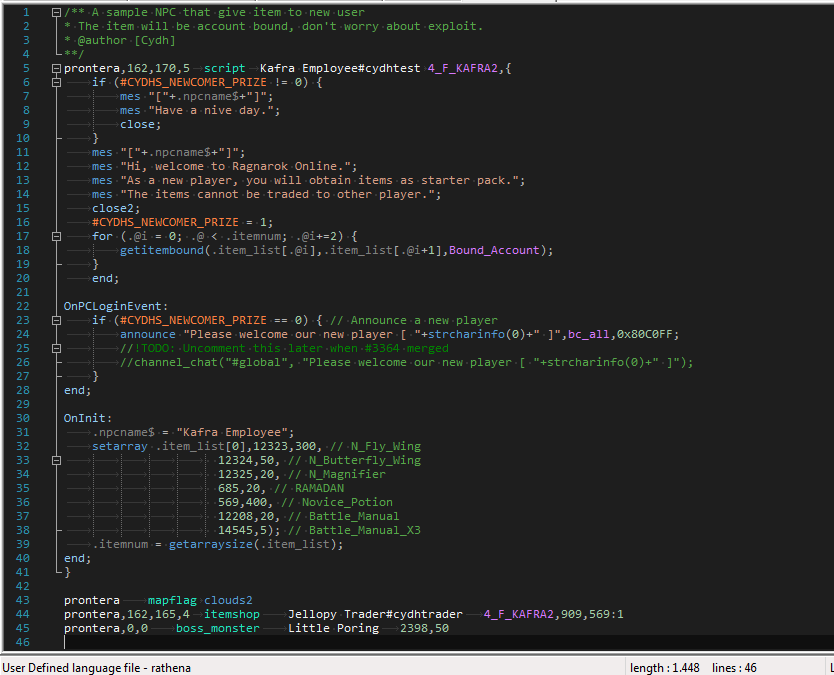 1 /** A sample NPC that give item to new user
2 * The item will be account bound, don't worry about exploit.
3 * @author [Cydh]
4 **/
5 prontera,162,170,5 script Kafra Employee#cydhtest 4_F_KAFRA2,{
6 if (#CYDHS_NEWCOMER_PRIZE != 0) {
7 mes "["+.npcname$+"]";
8 mes "Have a nive day.";
9 close;
10 }
11 mes "["+.npcname$+"]";
12 mes "Hi, welcome to Ragnarok Online.";
13 mes "As a new player, you will obtain items as starter pack.";
14 mes "The items cannot be traded to other player.";
15 close2;
16 #CYDHS_NEWCOMER_PRIZE = 1;
17 for (.@i = 0; .@ < .itemnum; .@i+=2) {
18 getitembound(.item_list[.@i],.item_list[.@i+1],Bound_Account);
19 }
20 end;
21
22 OnPCLoginEvent:
23 if (#CYDHS_NEWCOMER_PRIZE == 0) { // Announce a new player
24 announce "Please welcome our new player [ "+strcharinfo(0)+" ]",bc_all,0x80C0FF;
25 //!TODO: Uncomment this later when #3364 merged
26 //channel_chat("#global", "Please welcome our new player [ "+strcharinfo(0)+" ]");
27 }
28 end;
29
30 OnInit:
31 .npcname$ = "Kafra Employee";
32 setarray .item_list[0],12323,300, // N_Fly_Wing
33 12324,50, // N_Butterfly_Wing
34 12325,20, // N_Magnifier
35 685,20, // RAMADAN
36 569,400, // Novice_Potion
37 12208,20, // Battle_Manual
38 14545,5); // Battle_Manual_X3
39 .itemnum = getarraysize(.item_list);
40 end;
41 }
42
43 prontera mapflag clouds2
44 prontera,162,165,4 itemshop Jellopy Trader#cydhtrader 4_F_KAFRA2,909,569:1
45 prontera,0,0 boss_monster Little Poring 2398,50
46
User Defined language file - rathena length : 1.448 lines : 46